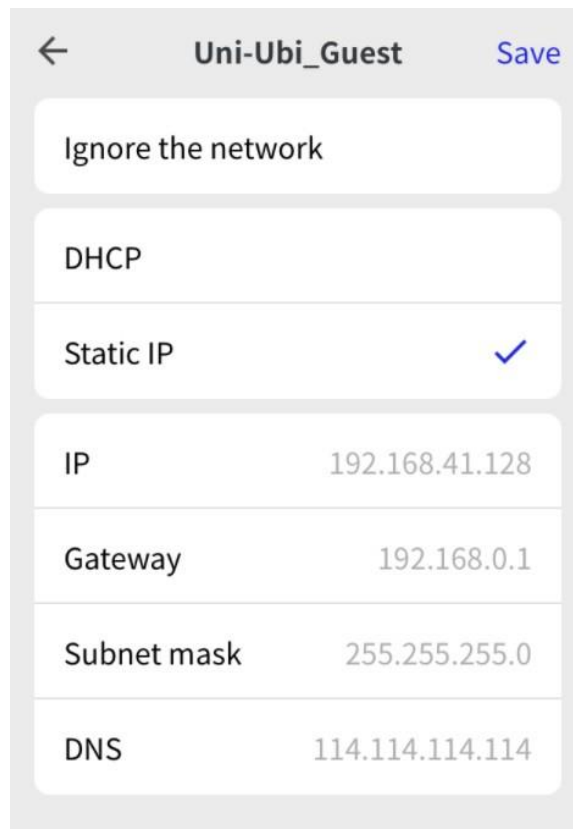 Uni-Ubi_Guest Save
Ignore the network
DHCP
Static IP
IP 192.168.41.128
Gateway 192.168.0.1
Subnet mask 255.255.255.0
DNS 114.114.114.114